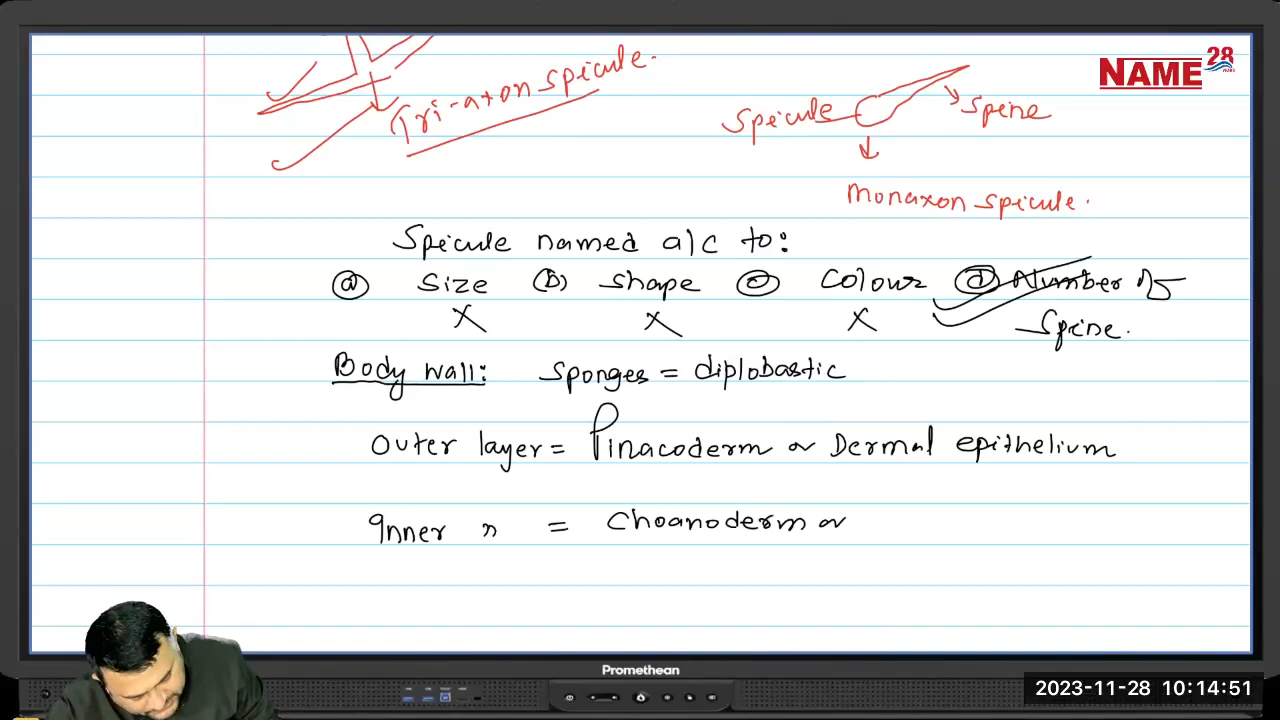 Tri-axon spicule.
NAME 28
Spicule
Spine
Monaxon spicule.
Spicule named a/c to:
(a) Size (b) shape (c) Colour (d) Number of
X X X Spine.
Body wall: Sponges = diplobastic
Outer layer = Pinacoderm or Dermal epithelium
Inner " = Choanoderm or
Promethean
2023-11-28 10:14:51